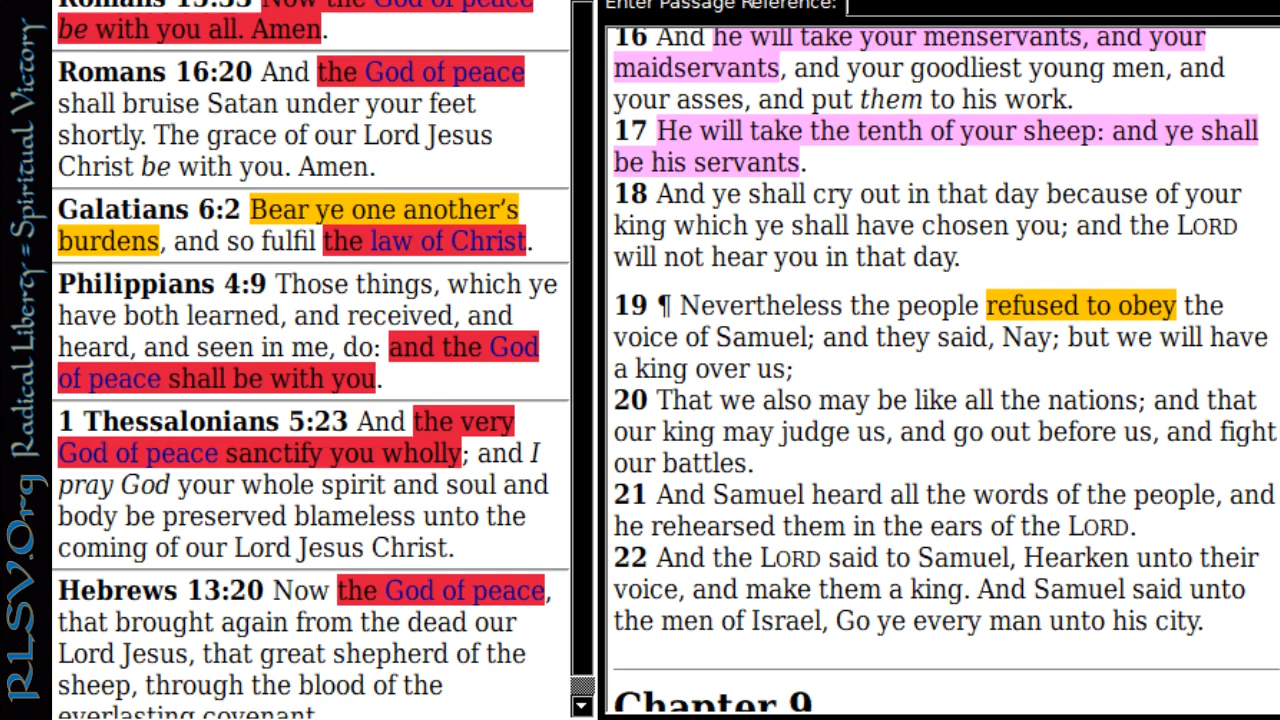 RLSV.Org Radical Liberty = Spiritual Victory
Romans 15:33 Now the God of peace
be with you all. Amen.
Romans 16:20 And the God of peace
shall bruise Satan under your feet
shortly. The grace of our Lord Jesus
Christ be with you. Amen.
Galatians 6:2 Bear ye one another’s
burdens, and so fulfil the law of Christ.
Philippians 4:9 Those things, which ye
have both learned, and received, and
heard, and seen in me, do: and the God
of peace shall be with you.
1 Thessalonians 5:23 And the very
God of peace sanctify you wholly; and I
pray God your whole spirit and soul and
body be preserved blameless unto the
coming of our Lord Jesus Christ.
Hebrews 13:20 Now the God of peace,
that brought again from the dead our
Lord Jesus, that great shepherd of the
sheep, through the blood of the
everlasting covenant
Enter Passage Reference:
16 And he will take your menservants, and your
maidservants, and your goodliest young men, and
your asses, and put them to his work.
17 He will take the tenth of your sheep: and ye shall
be his servants.
18 And ye shall cry out in that day because of your
king which ye shall have chosen you; and the LORD
will not hear you in that day.
19 ¶ Nevertheless the people refused to obey the
voice of Samuel; and they said, Nay; but we will have
a king over us;
20 That we also may be like all the nations; and that
our king may judge us, and go out before us, and fight
our battles.
21 And Samuel heard all the words of the people, and
he rehearsed them in the ears of the LORD.
22 And the LORD said to Samuel, Hearken unto their
voice, and make them a king. And Samuel said unto
the men of Israel, Go ye every man unto his city.
Chapter 9